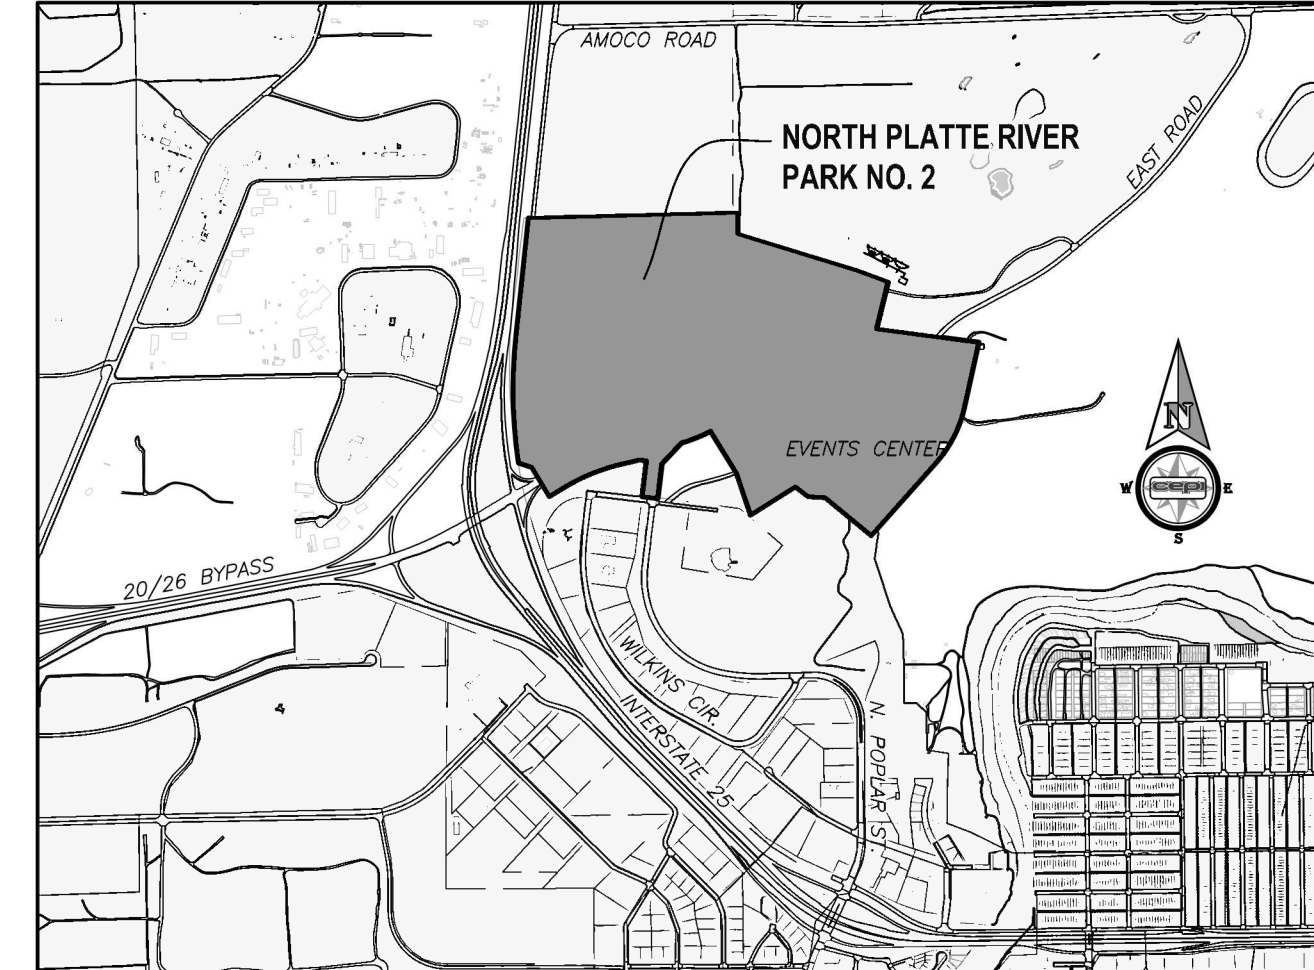 AMOCO ROAD
NORTH PLATTE RIVER
PARK NO. 2
EAST ROAD
EVENTS CENTER
N
W
cepi
E
S
20/26 BYPASS
WILKINS CIR.
INTERSTATE 25
N. POPLAR ST.